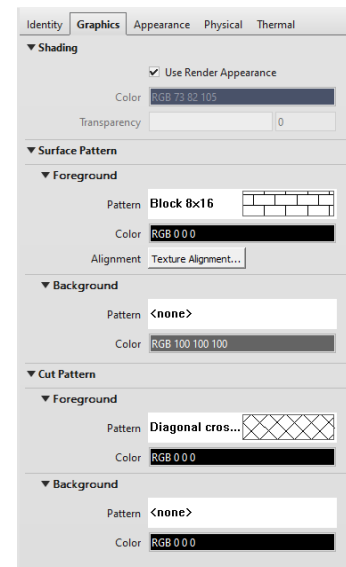 Identity Graphics Appearance Physical Thermal
Shading
Use Render Appearance
Color RGB 73 82 105
Transparency 0
Surface Pattern
Foreground
Pattern Block 8x16
Color RGB 0 0 0
Alignment Texture Alignment...
Background
Pattern <none>
Color RGB 100 100 100
Cut Pattern
Foreground
Pattern Diagonal cros...
Color RGB 0 0 0
Background
Pattern <none>
Color RGB 0 0 0